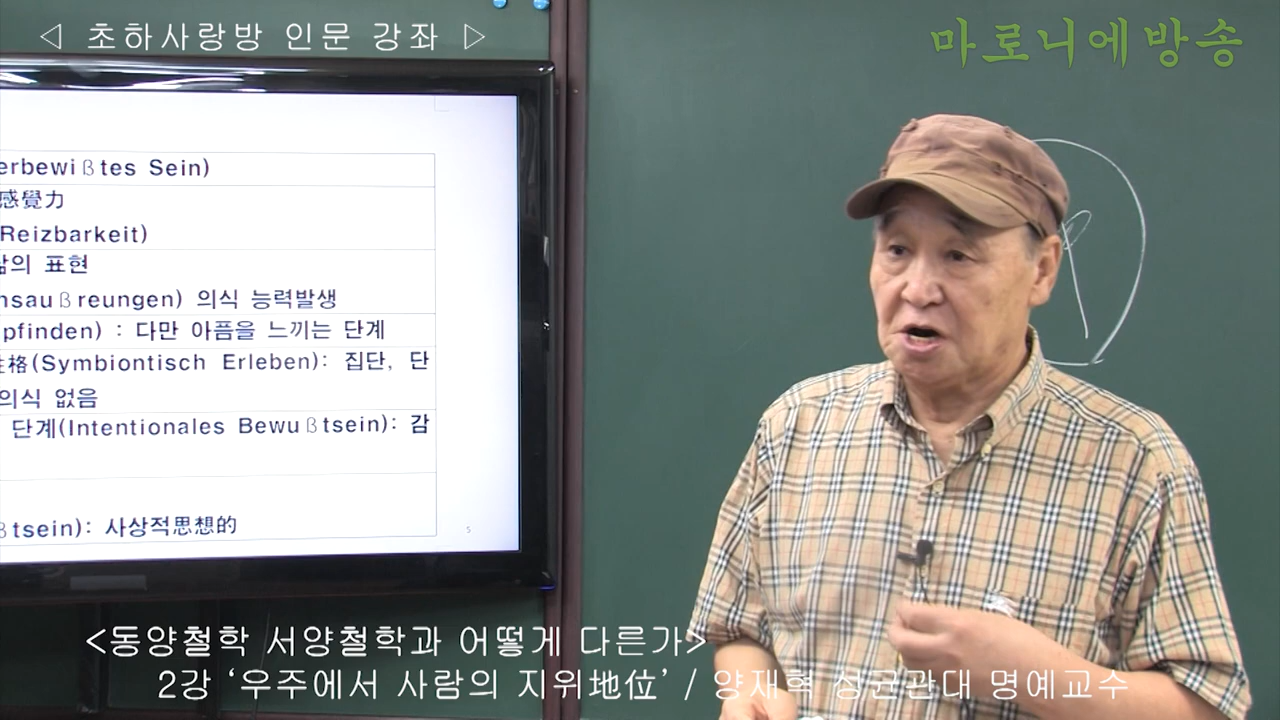 ◁ 초하사랑방 인문 강좌 ▷
마로니에방송
erbewißtes Sein)
感覺力
Reizbarkeit)
의 표현
nsaußreungen) 의식 능력발생
pfinden) : 다만 아픔을 느끼는 단계
格(Symbiontisch Erleben): 집단, 단
의식 없음
단계(Intentionales Bewußtsein): 감
ßtsein): 사상적思想的
5
<동양철학 서양철학과 어떻게 다른가>
2강 ‘우주에서 사람의 지위地位’ / 양재혁 성균관대 명예교수